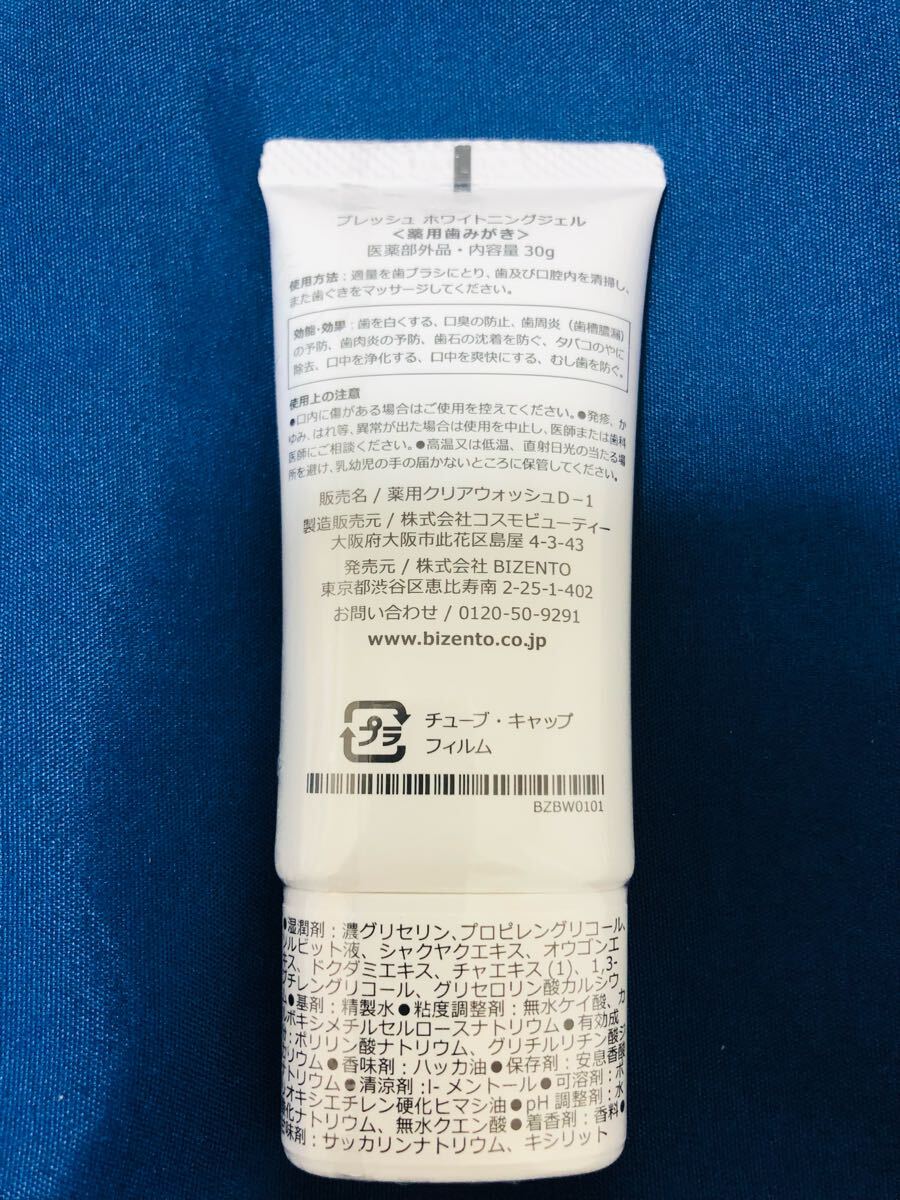 ブレッシュ ホワイトニングジェル
＜薬用歯みがき＞
医薬部外品・内容量 30g
使用方法：適量を歯ブラシにとり、歯及び口腔内を清掃し、
また歯ぐきをマッサージしてください。
効能・効果：歯を白くする、口臭の防止、歯周炎（歯槽膿漏）
の予防、歯肉炎の予防、歯石の沈着を防ぐ、タバコのやに
除去、口中を浄化する、口中を爽快にする、むし歯を防ぐ。
使用上の注意
●口内に傷がある場合はご使用を控えてください。●発疹、か
ゆみ、はれ等、異常が出た場合は使用を中止し、医師または歯科
医師にご相談ください。●高温又は低温、直射日光の当たる場
所を避け、乳幼児の手の届かないところに保管してください。
販売名 / 薬用クリアウォッシュD−1
製造販売元 / 株式会社コスモビューティー
大阪府大阪市此花区島屋 4-3-43
発売元 / 株式会社 BIZENTO
東京都渋谷区恵比寿南 2-25-1-402
お問い合わせ / 0120-50-9291
www.bizento.co.jp
プラ
チューブ・キャップ
フィルム
BZBW0101
●湿潤剤：濃グリセリン、プロピレングリコール、
ルビット液、シャクヤクエキス、オウゴンエ
キス、ドクダミエキス、チャエキス(1)、1,3-
ブチレングリコール、グリセロリン酸カルシウ
ム●基剤：精製水●粘度調整剤：無水ケイ酸、カ
ルボキシメチルセルロースナトリウム●有効成
：ポリリン酸ナトリウム、グリチルリチン酸ジ
カリウム●香味剤：ハッカ油●保存剤：安息香酸
ナトリウム●清涼剤：l- メントール●可溶剤：ポ
リオキシエチレン硬化ヒマシ油●pH 調整剤：水
酸化ナトリウム、無水クエン酸●着香剤：香料●
甘味剤：サッカリンナトリウム、キシリット